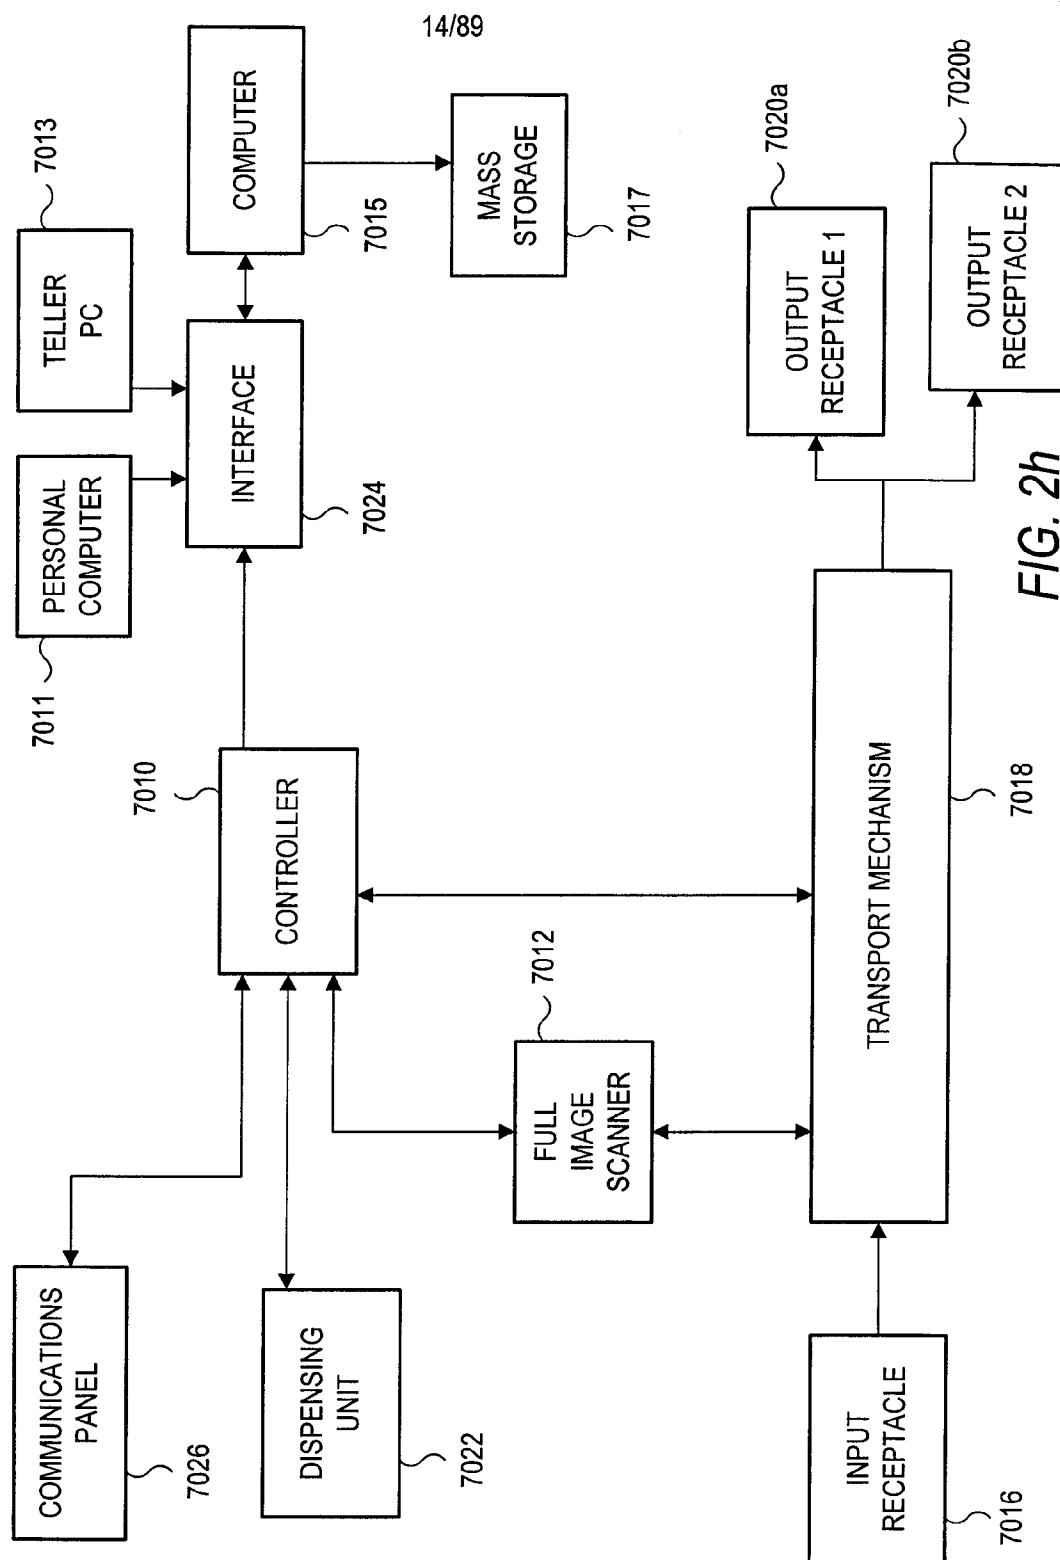 14/89
COMMUNICATIONS
PANEL
7026
DISPENSING
UNIT
7022
INPUT
RECEPTACLE
7016
FULL
IMAGE
SCANNER
7012
CONTROLLER
7010
TRANSPORT MECHANISM
7018
PERSONAL
COMPUTER
7011
TELLER
PC
7013
INTERFACE
7024
COMPUTER
7015
MASS
STORAGE
7017
OUTPUT
RECEPTACLE 1
7020a
OUTPUT
RECEPTACLE 2
7020b
FIG. 2h